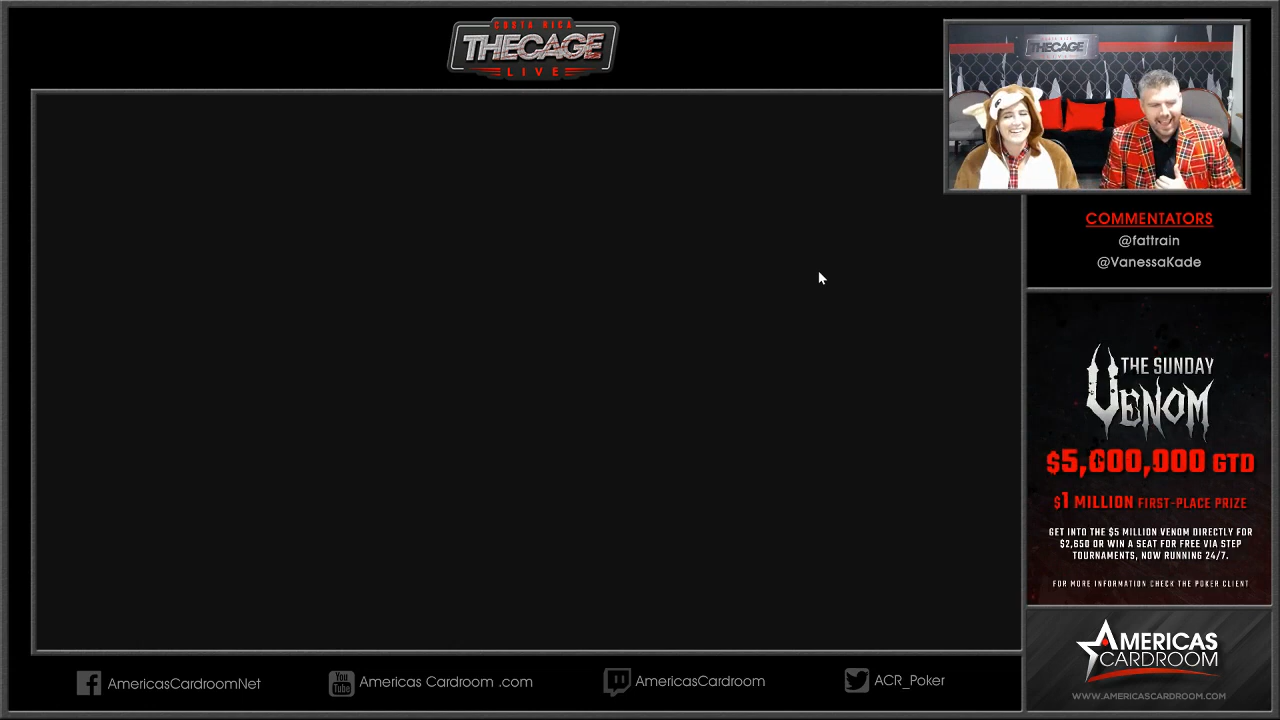 COSTA RICA
THECAGE
LIVE
THECAGE
COMMENTATORS
@fattrain
@VanessaKade
THE SUNDAY
VENOM
$5,000,000 GTD
$1 MILLION FIRST-PLACE PRIZE
GET INTO THE $5 MILLION VENOM DIRECTLY FOR
$2,650 OR WIN A SEAT FOR FREE VIA STEP
TOURNAMENTS, NOW RUNNING 24/7.
FOR MORE INFORMATION CHECK THE POKER CLIENT
AMERICAS
CARDROOM
WWW.AMERICASCARDROOM.COM
AmericasCardroomNet
You
Tube
Americas Cardroom .com
AmericasCardroom
ACR_Poker